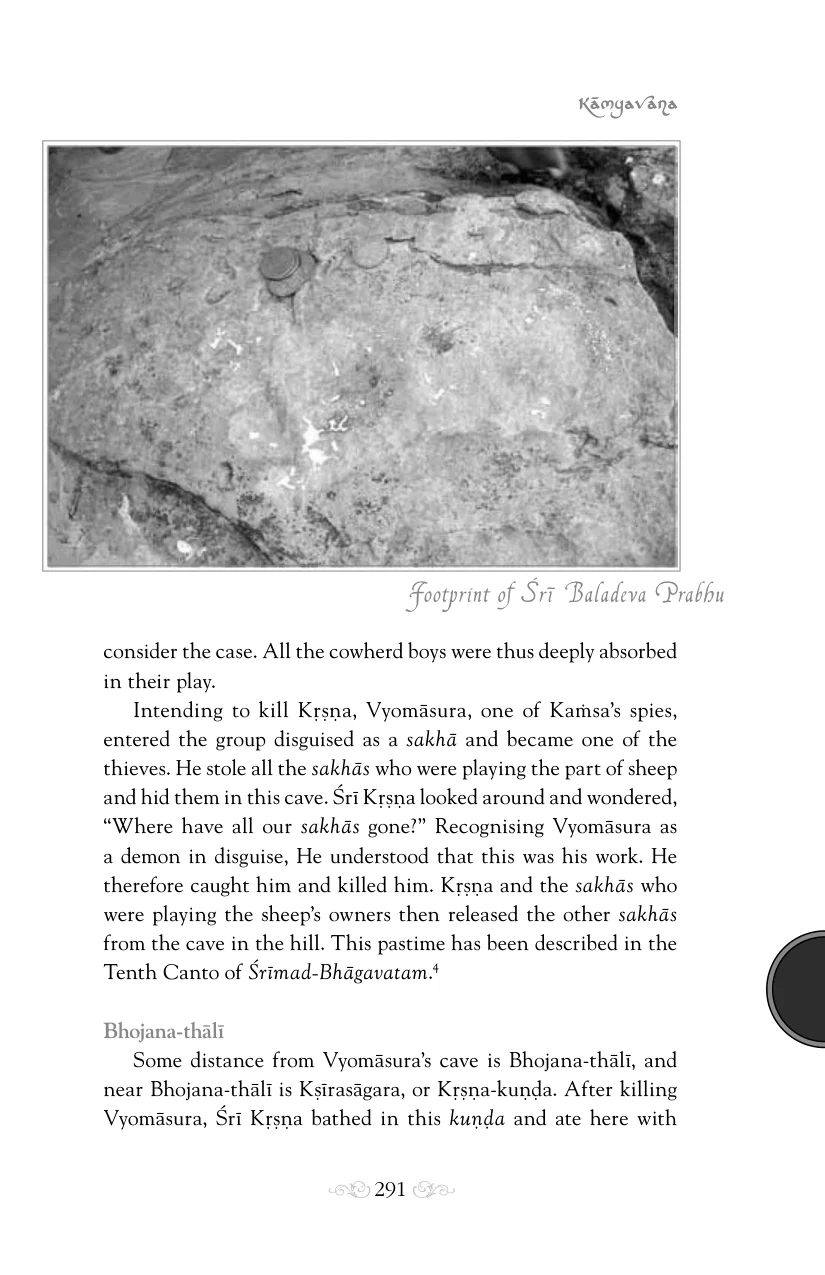 Kāmyavaṇa
Footprint of Śrī Baladeva Prabhu
consider the case. All the cowherd boys were thus deeply absorbed
in their play.
Intending to kill Kṛṣṇa, Vyomāsura, one of Kaṁsa’s spies,
entered the group disguised as a sakhā and became one of the
thieves. He stole all the sakhās who were playing the part of sheep
and hid them in this cave. Śrī Kṛṣṇa looked around and wondered,
“Where have all our sakhās gone?” Recognising Vyomāsura as
a demon in disguise, He understood that this was his work. He
therefore caught him and killed him. Kṛṣṇa and the sakhās who
were playing the sheep’s owners then released the other sakhās
from the cave in the hill. This pastime has been described in the
Tenth Canto of Śrīmad-Bhāgavatam.⁴
Bhojana-thālī
Some distance from Vyomāsura’s cave is Bhojana-thālī, and
near Bhojana-thālī is Kṣīrasāgara, or Kṛṣṇa-kuṇḍa. After killing
Vyomāsura, Śrī Kṛṣṇa bathed in this kuṇḍa and ate here with
291